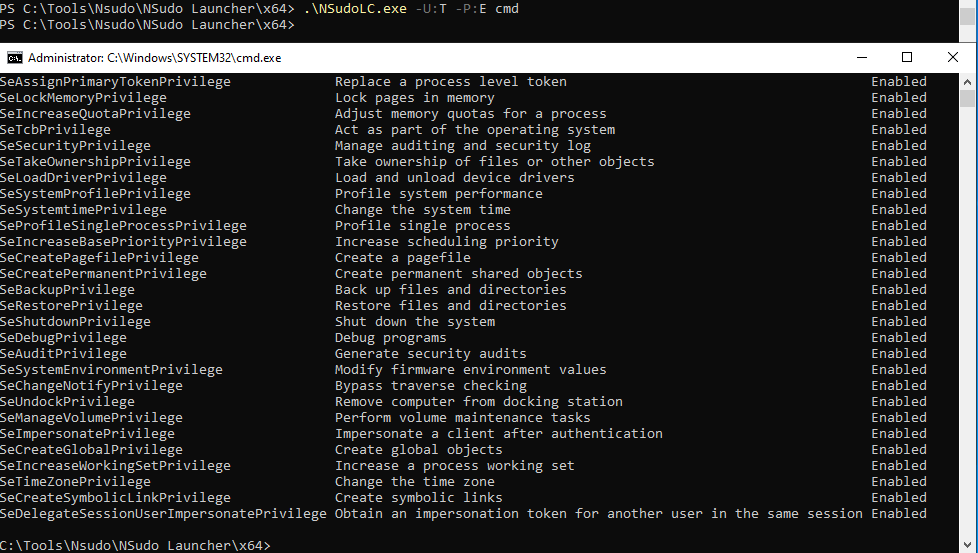 PS C:\Tools\Nsudo\NSudo Launcher\x64> .\NSudoLC.exe -U:T -P:E cmd
PS C:\Tools\Nsudo\NSudo Launcher\x64>
Administrator: C:\Windows\SYSTEM32\cmd.exe
SeAssignPrimaryTokenPrivilege Replace a process level token Enabled
SeLockMemoryPrivilege Lock pages in memory Enabled
SeIncreaseQuotaPrivilege Adjust memory quotas for a process Enabled
SeTcbPrivilege Act as part of the operating system Enabled
SeSecurityPrivilege Manage auditing and security log Enabled
SeTakeOwnershipPrivilege Take ownership of files or other objects Enabled
SeLoadDriverPrivilege Load and unload device drivers Enabled
SeSystemProfilePrivilege Profile system performance Enabled
SeSystemtimePrivilege Change the system time Enabled
SeProfileSingleProcessPrivilege Profile single process Enabled
SeIncreaseBasePriorityPrivilege Increase scheduling priority Enabled
SeCreatePagefilePrivilege Create a pagefile Enabled
SeCreatePermanentPrivilege Create permanent shared objects Enabled
SeBackupPrivilege Back up files and directories Enabled
SeRestorePrivilege Restore files and directories Enabled
SeShutdownPrivilege Shut down the system Enabled
SeDebugPrivilege Debug programs Enabled
SeAuditPrivilege Generate security audits Enabled
SeSystemEnvironmentPrivilege Modify firmware environment values Enabled
SeChangeNotifyPrivilege Bypass traverse checking Enabled
SeUndockPrivilege Remove computer from docking station Enabled
SeManageVolumePrivilege Perform volume maintenance tasks Enabled
SeImpersonatePrivilege Impersonate a client after authentication Enabled
SeCreateGlobalPrivilege Create global objects Enabled
SeIncreaseWorkingSetPrivilege Increase a process working set Enabled
SeTimeZonePrivilege Change the time zone Enabled
SeCreateSymbolicLinkPrivilege Create symbolic links Enabled
SeDelegateSessionUserImpersonatePrivilege Obtain an impersonation token for another user in the same session Enabled
C:\Tools\Nsudo\NSudo Launcher\x64>